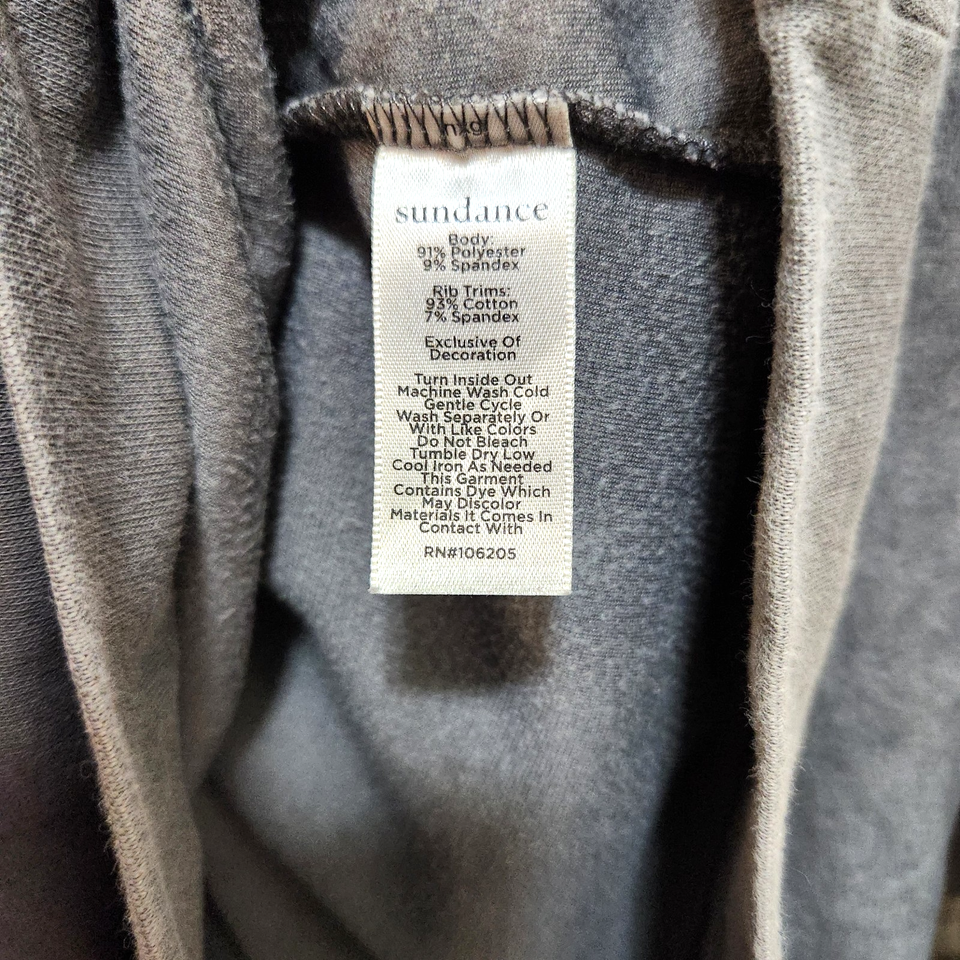 sundance
Body:
91% Polyester
9% Spandex
Rib Trims:
93% Cotton
7% Spandex
Exclusive Of
Decoration
Turn Inside Out
Machine Wash Cold
Gentle Cycle
Wash Separately Or
With Like Colors
Do Not Bleach
Tumble Dry Low
Cool Iron As Needed
This Garment
Contains Dye Which
May Discolor
Materials It Comes In
Contact With
RN#106205